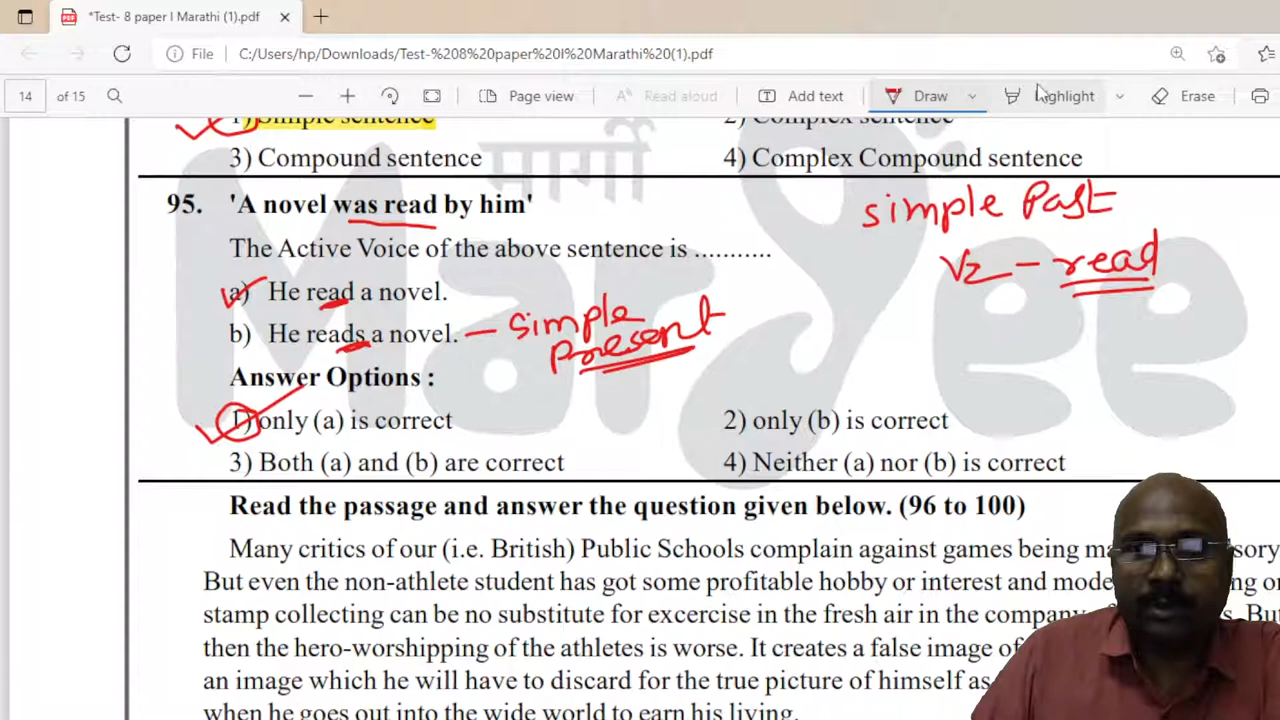 *Test- 8 paper I Marathi (1).pdf
File C:/Users/hp/Downloads/Test-%208%20paper%20I%20Marathi%20(1).pdf
14 of 15 Page view Read aloud Add text Draw Highlight Erase
1) Simple sentence 2) Complex sentence
3) Compound sentence 4) Complex Compound sentence
मार्गी
Margee
95. 'A novel was read by him'
simple Past
The Active Voice of the above sentence is ...........
V2 – read
a) He read a novel.
b) He reads a novel. – simple
present
Answer Options :
1) only (a) is correct 2) only (b) is correct
3) Both (a) and (b) are correct 4) Neither (a) nor (b) is correct
Read the passage and answer the question given below. (96 to 100)
Many critics of our (i.e. British) Public Schools complain against games being
But even the non-athlete student has got some profitable hobby or interest and
stamp collecting can be no substitute for excercise in the fresh air in the company
then the hero-worshipping of the athletes is worse. It creates a false image of
an image which he will have to discard for the true picture of himself as
when he goes out into the wide world to earn his living.